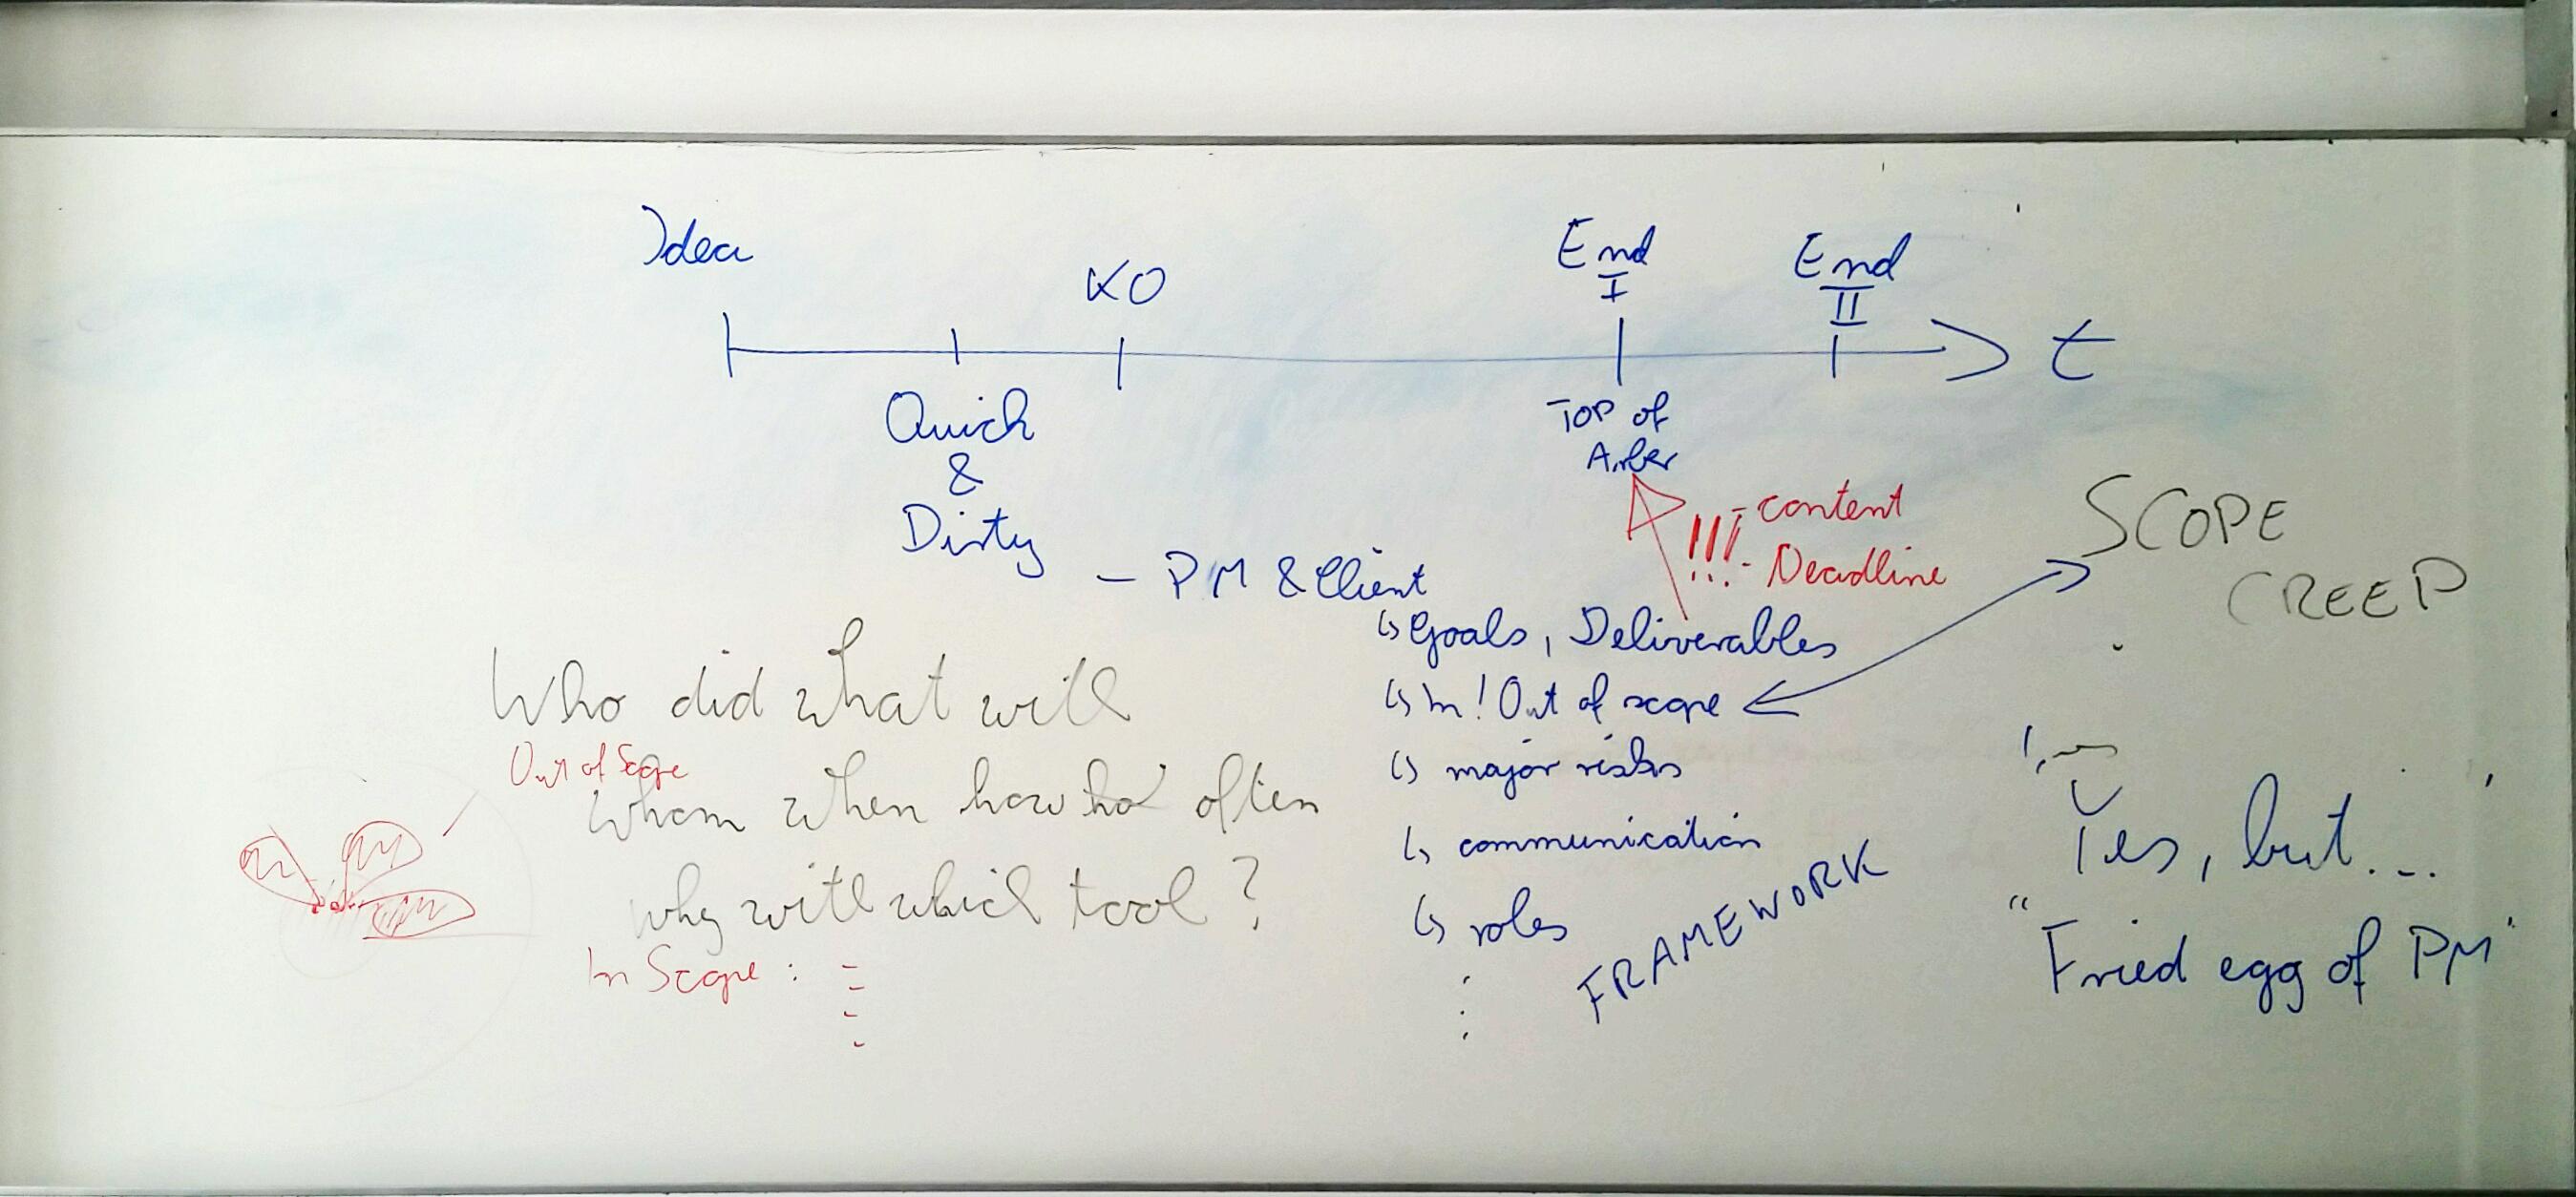 Idea
KO
End
I
End
II
t
Quick
&
Dirty
TOP of
Arber
- PM & Client
!!! - content
- Deadline
SCOPE
CREEP
↳ Goals, Deliverables
↳ In! Out of scope
↳ major risks
↳ communication
↳ roles
FRAMEWORK
Who did what with
Out of Scope
Whom when how often
why with which tool?
In Scope :
Yes, but...
"Fried egg of PM"